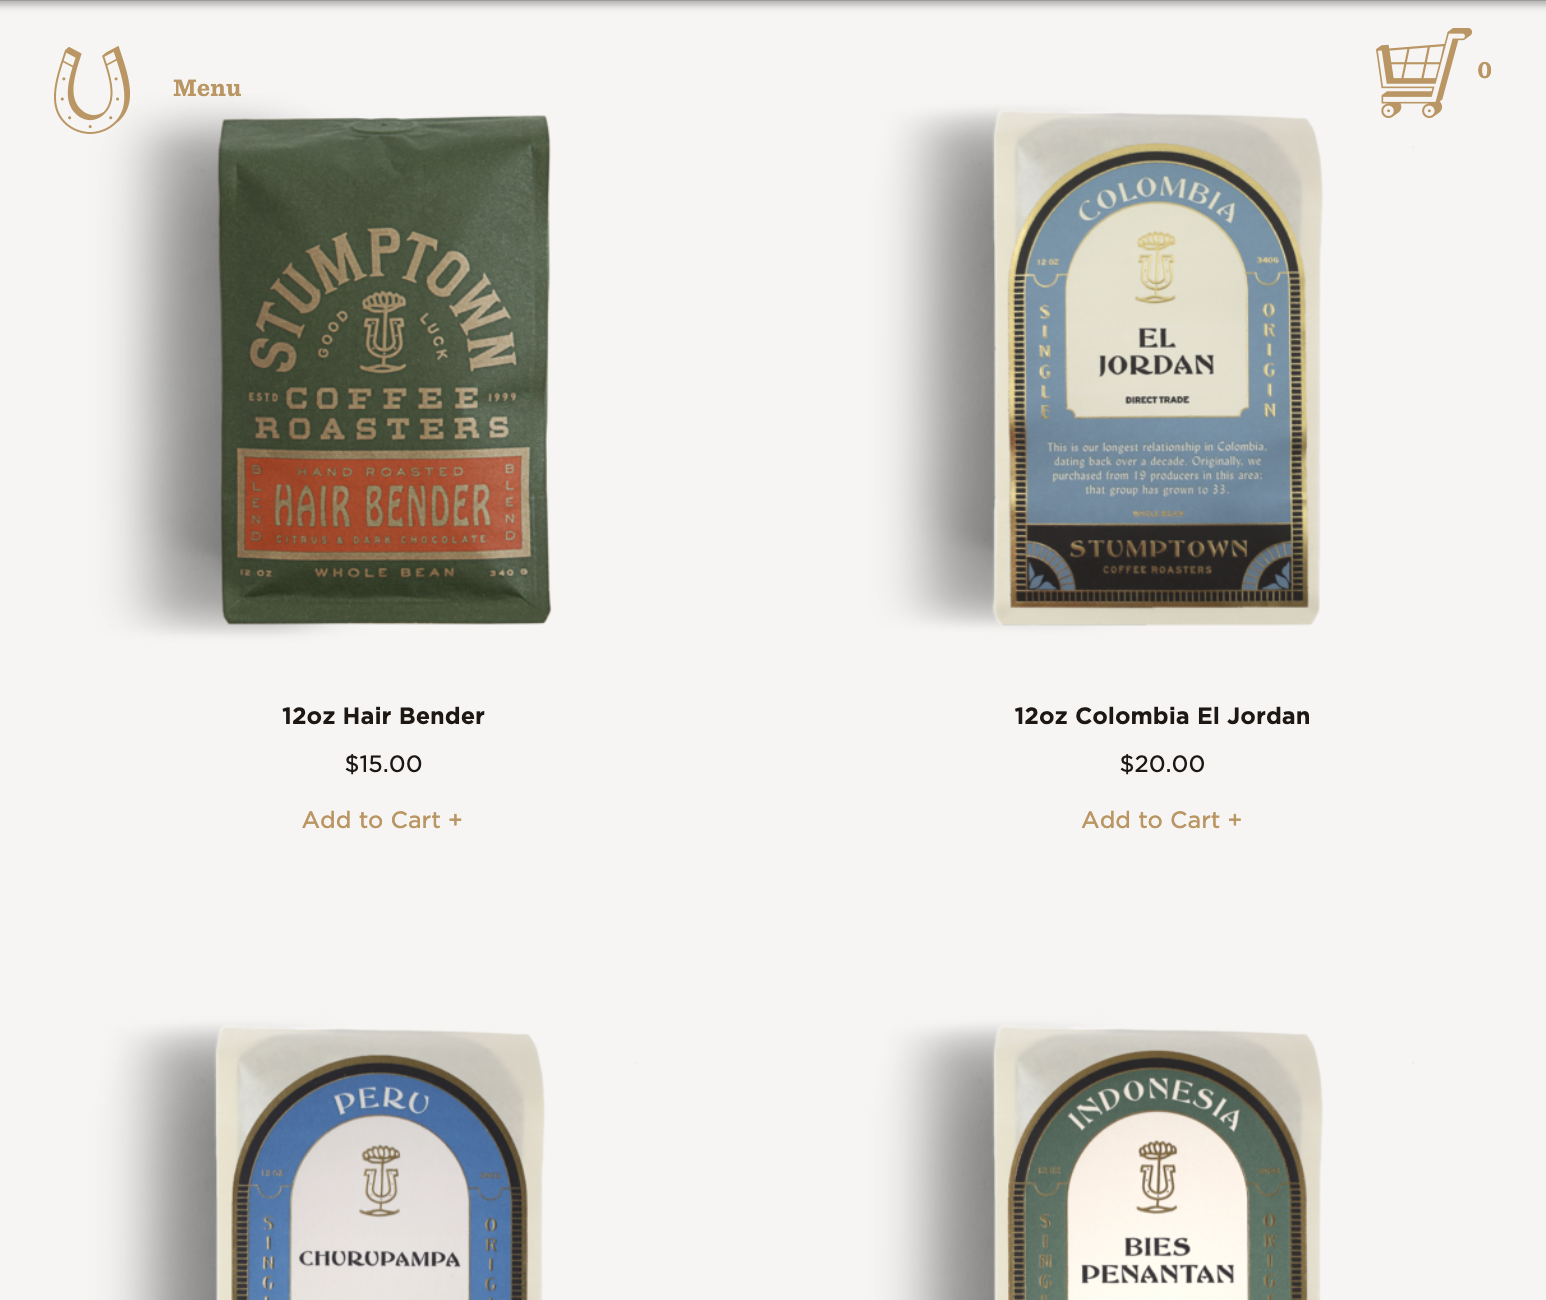 Menu
0
STUMPTOWN
GOOD LUCK
ESTD COFFEE 1999
ROASTERS
HAND ROASTED
BLEND HAIR BENDER BLEND
CITRUS & DARK CHOCOLATE
12 OZ WHOLE BEAN 340 G
COLOMBIA
12 OZ 340G
SINGLE ORIGIN
EL
JORDAN
DIRECT TRADE
This is our longest relationship in Colombia,
dating back over a decade. Originally, we
purchased from 19 producers in this area;
that group has grown to 33.
WHOLE BEAN
STUMPTOWN
COFFEE ROASTERS
12oz Hair Bender
$15.00
Add to Cart +
12oz Colombia El Jordan
$20.00
Add to Cart +
PERU
12 OZ
SING
ORIG
CHURUPAMPA
INDONESIA
12 OZ
SING
ORIG
BIES
PENANTAN